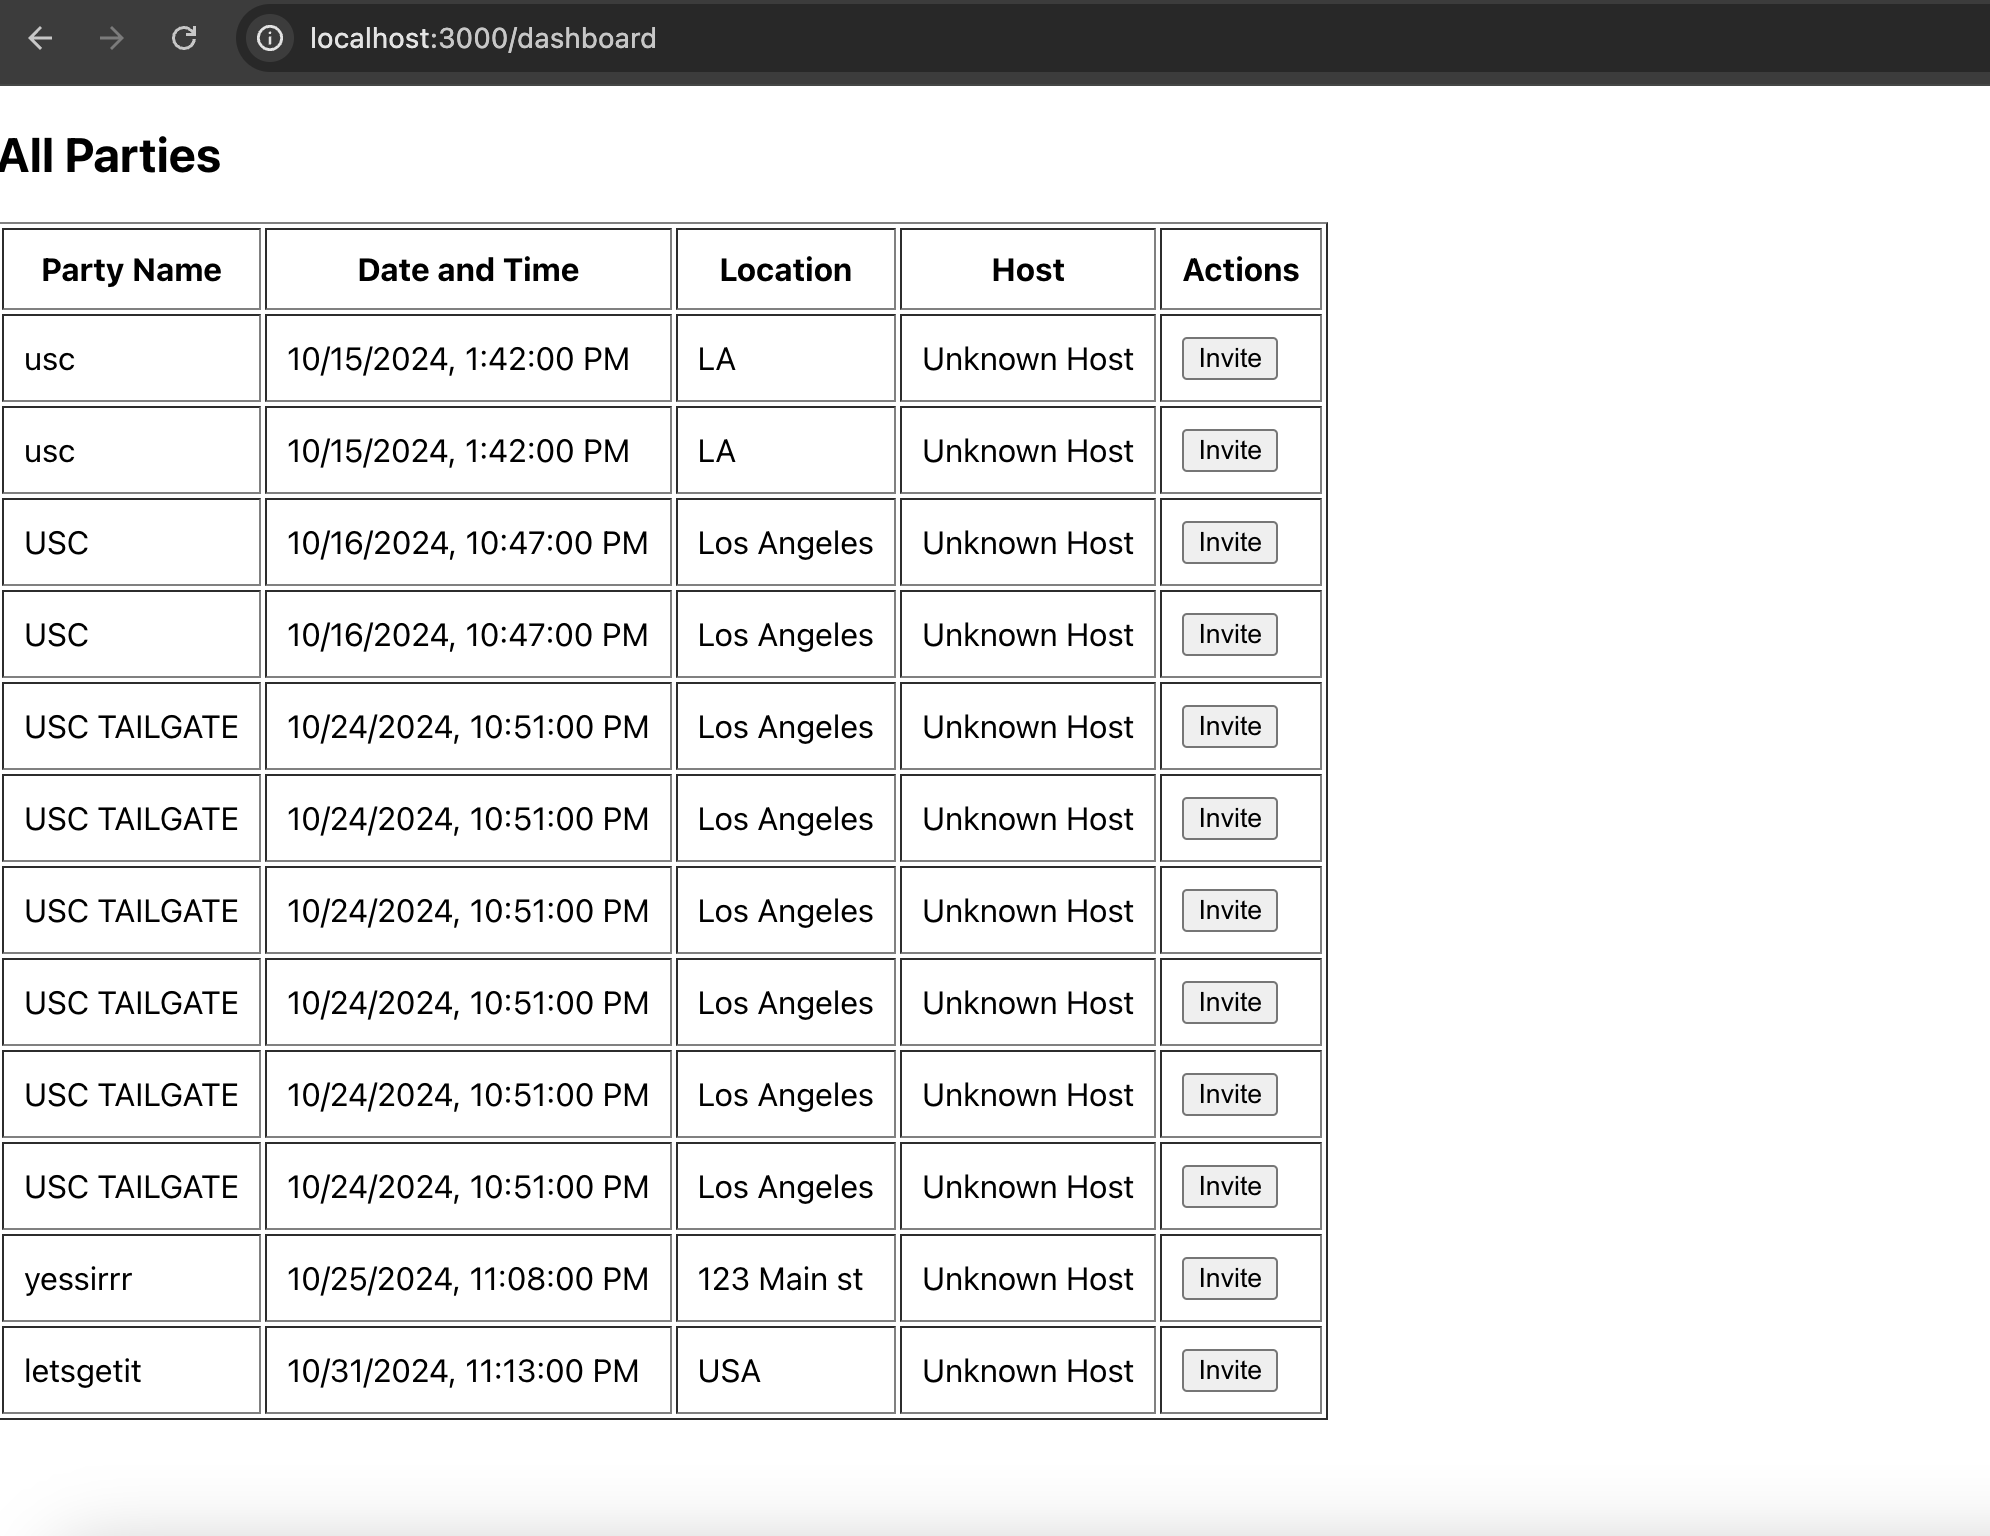 localhost:3000/dashboard
All Parties
Party Name Date and Time Location Host Actions
usc 10/15/2024, 1:42:00 PM LA Unknown Host Invite
usc 10/15/2024, 1:42:00 PM LA Unknown Host Invite
USC 10/16/2024, 10:47:00 PM Los Angeles Unknown Host Invite
USC 10/16/2024, 10:47:00 PM Los Angeles Unknown Host Invite
USC TAILGATE 10/24/2024, 10:51:00 PM Los Angeles Unknown Host Invite
USC TAILGATE 10/24/2024, 10:51:00 PM Los Angeles Unknown Host Invite
USC TAILGATE 10/24/2024, 10:51:00 PM Los Angeles Unknown Host Invite
USC TAILGATE 10/24/2024, 10:51:00 PM Los Angeles Unknown Host Invite
USC TAILGATE 10/24/2024, 10:51:00 PM Los Angeles Unknown Host Invite
USC TAILGATE 10/24/2024, 10:51:00 PM Los Angeles Unknown Host Invite
yessirrr 10/25/2024, 11:08:00 PM 123 Main st Unknown Host Invite
letsgetit 10/31/2024, 11:13:00 PM USA Unknown Host Invite